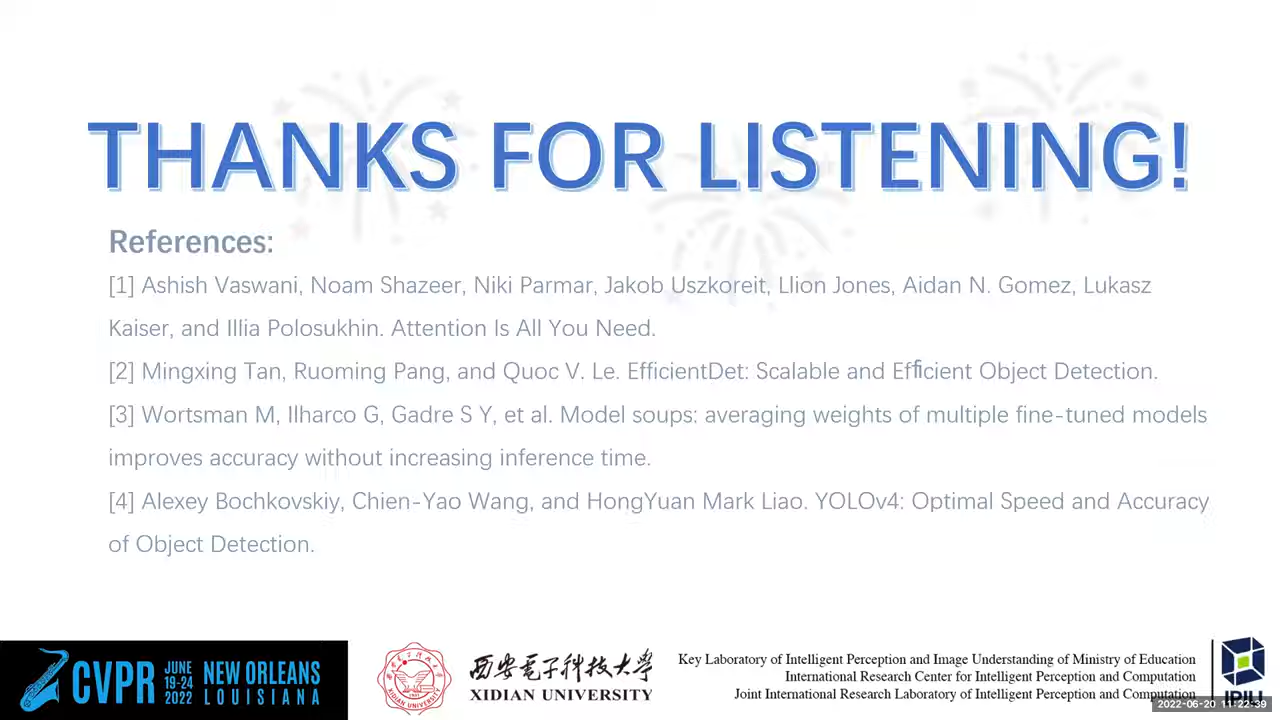 THANKS FOR LISTENING!
References:
[1] Ashish Vaswani, Noam Shazeer, Niki Parmar, Jakob Uszkoreit, Llion Jones, Aidan N. Gomez, Lukasz
Kaiser, and Illia Polosukhin. Attention Is All You Need.
[2] Mingxing Tan, Ruoming Pang, and Quoc V. Le. EfficientDet: Scalable and Efficient Object Detection.
[3] Wortsman M, Ilharco G, Gadre S Y, et al. Model soups: averaging weights of multiple fine-tuned models
improves accuracy without increasing inference time.
[4] Alexey Bochkovskiy, Chien-Yao Wang, and HongYuan Mark Liao. YOLOv4: Optimal Speed and Accuracy
of Object Detection.
CVPR
JUNE
19-24
2022
NEW ORLEANS
LOUISIANA
西安电子科技大学
XIDIAN UNIVERSITY
Key Laboratory of Intelligent Perception and Image Understanding of Ministry of Education
International Research Center for Intelligent Perception and Computation
Joint International Research Laboratory of Intelligent Perception and Computation
IPIU
2022-06-20 11:22:39